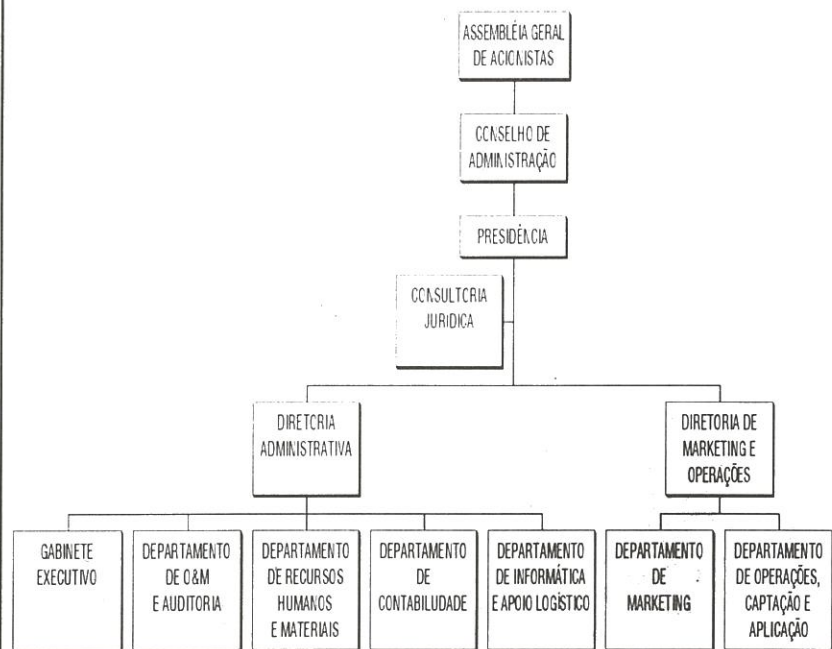 ASSEMBLÉIA GERAL
DE ACIONISTAS
CONSELHO DE
ADMINISTRAÇÃO
PRESIDÊNCIA
CONSULTORIA
JURIDICA
DIRETORIA
ADMINISTRATIVA
DIRETORIA DE
MARKETING E
OPERAÇÕES
GABINETE
EXECUTIVO
DEPARTAMENTO
DE O&M
E AUDITORIA
DEPARTAMENTO
DE RECURSOS
HUMANOS
E MATERIAIS
DEPARTAMENTO
DE
CONTABILUDADE
DEPARTAMENTO
DE INFORMÁTICA
E APOIO LOGÍSTICO
DEPARTAMENTO
DE
MARKETING
DEPARTAMENTO
DE OPERAÇÕES,
CAPTAÇÃO E
APLICAÇÃO